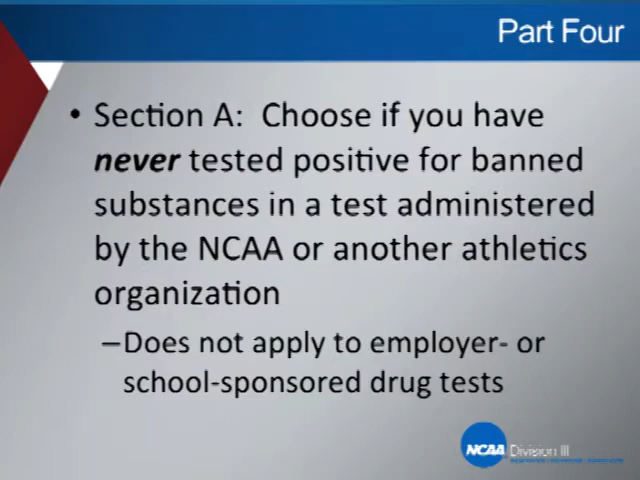 Part Four
• Section A:  Choose if you have
never tested positive for banned
substances in a test administered
by the NCAA or another athletics
organization
–Does not apply to employer- or
school-sponsored drug tests
NCAA Division III